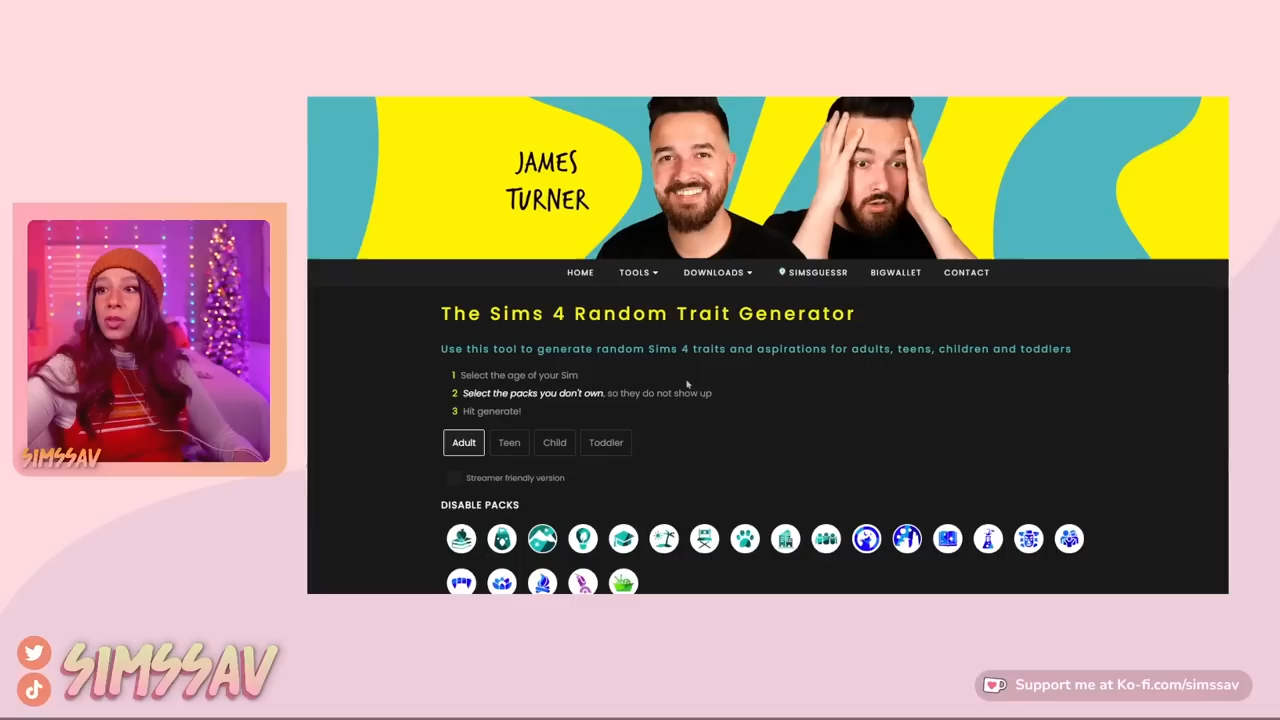 JAMES
TURNER
HOME TOOLS DOWNLOADS SIMSGUESSR BIGWALLET CONTACT
The Sims 4 Random Trait Generator
Use this tool to generate random Sims 4 traits and aspirations for adults, teens, children and toddlers
1 Select the age of your Sim
2 Select the packs you don't own, so they do not show up
3 Hit generate!
Adult Teen Child Toddler
Streamer friendly version
DISABLE PACKS
SIMSSAV
SIMSSAV
Support me at Ko-fi.com/simssav